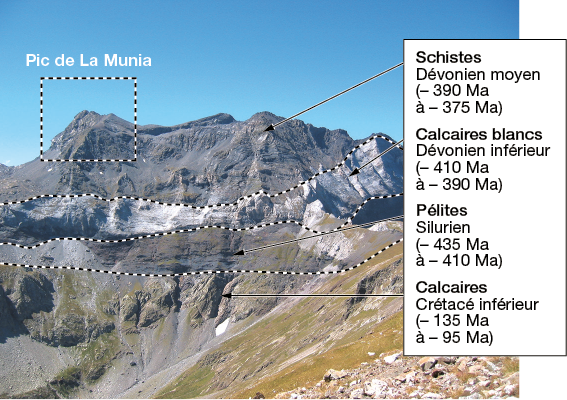 Pic de La Munia
Schistes
Dévonien moyen
(– 390 Ma
à – 375 Ma)
Calcaires blancs
Dévonien inférieur
(– 410 Ma
à – 390 Ma)
Pélites
Silurien
(– 435 Ma
à – 410 Ma)
Calcaires
Crétacé inférieur
(– 135 Ma
à – 95 Ma)